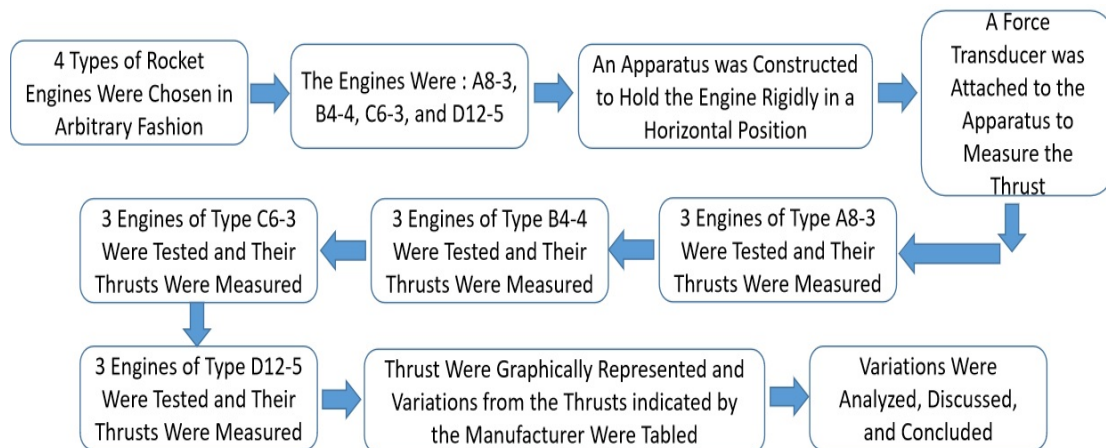 4 Types of Rocket
Engines Were Chosen in
Arbitrary Fashion
The Engines Were : A8-3,
B4-4, C6-3, and D12-5
An Apparatus was Constructed
to Hold the Engine Rigidly in a
Horizontal Position
A Force
Transducer was
Attached to the
Apparatus to
Measure the
Thrust
3 Engines of Type A8-3
Were Tested and Their
Thrusts Were Measured
3 Engines of Type B4-4
Were Tested and Their
Thrusts Were Measured
3 Engines of Type C6-3
Were Tested and Their
Thrusts Were Measured
3 Engines of Type D12-5
Were Tested and Their
Thrusts Were Measured
Thrust Were Graphically Represented and
Variations from the Thrusts indicated by
the Manufacturer Were Tabled
Variations Were
Analyzed, Discussed,
and Concluded